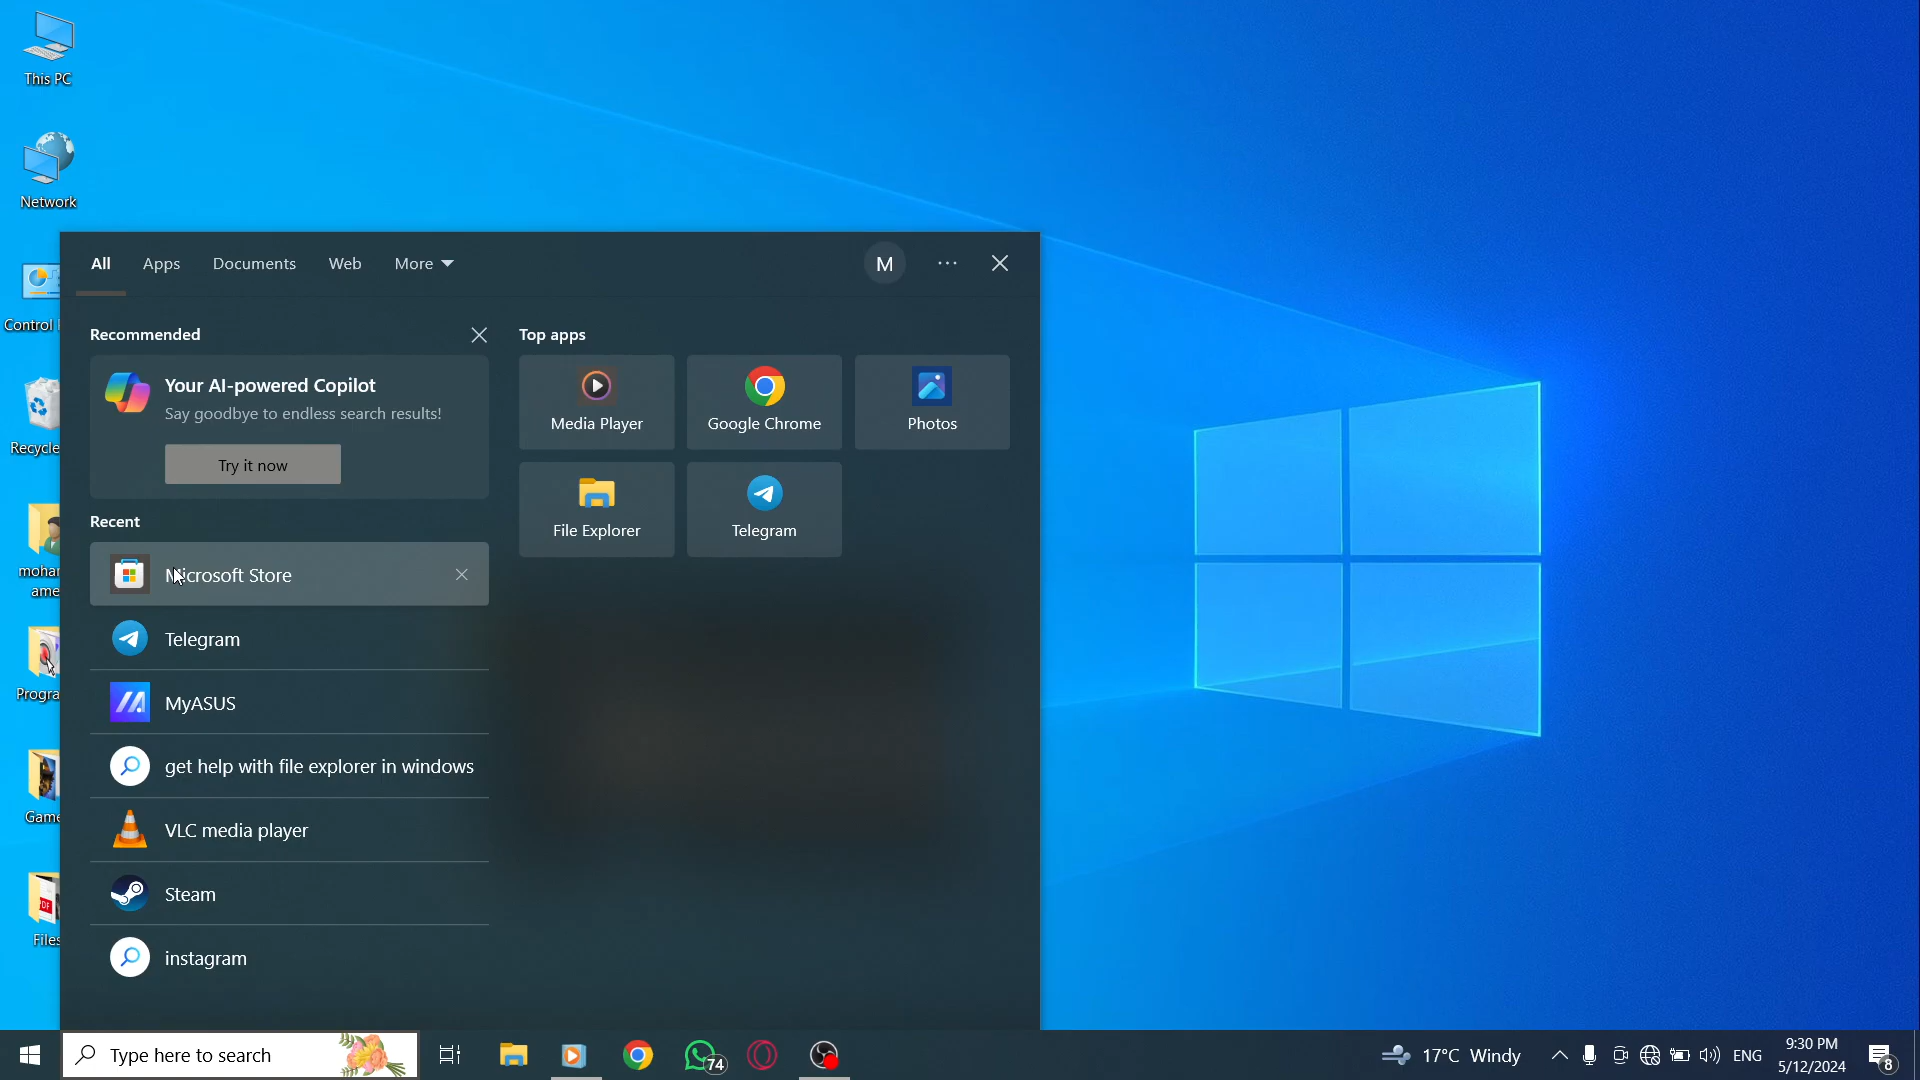 This PC
Network
Control
Recycle
moha
ame
Progra
Game
Files
All
Apps
Documents
Web
More
M
Recommended
Your AI-powered Copilot
Say goodbye to endless search results!
Try it now
Recent
Microsoft Store
Telegram
MyASUS
get help with file explorer in windows
VLC media player
Steam
instagram
Top apps
Media Player
Google Chrome
Photos
File Explorer
Telegram
Type here to search
74
17°C Windy
ENG
9:30 PM
5/12/2024
8